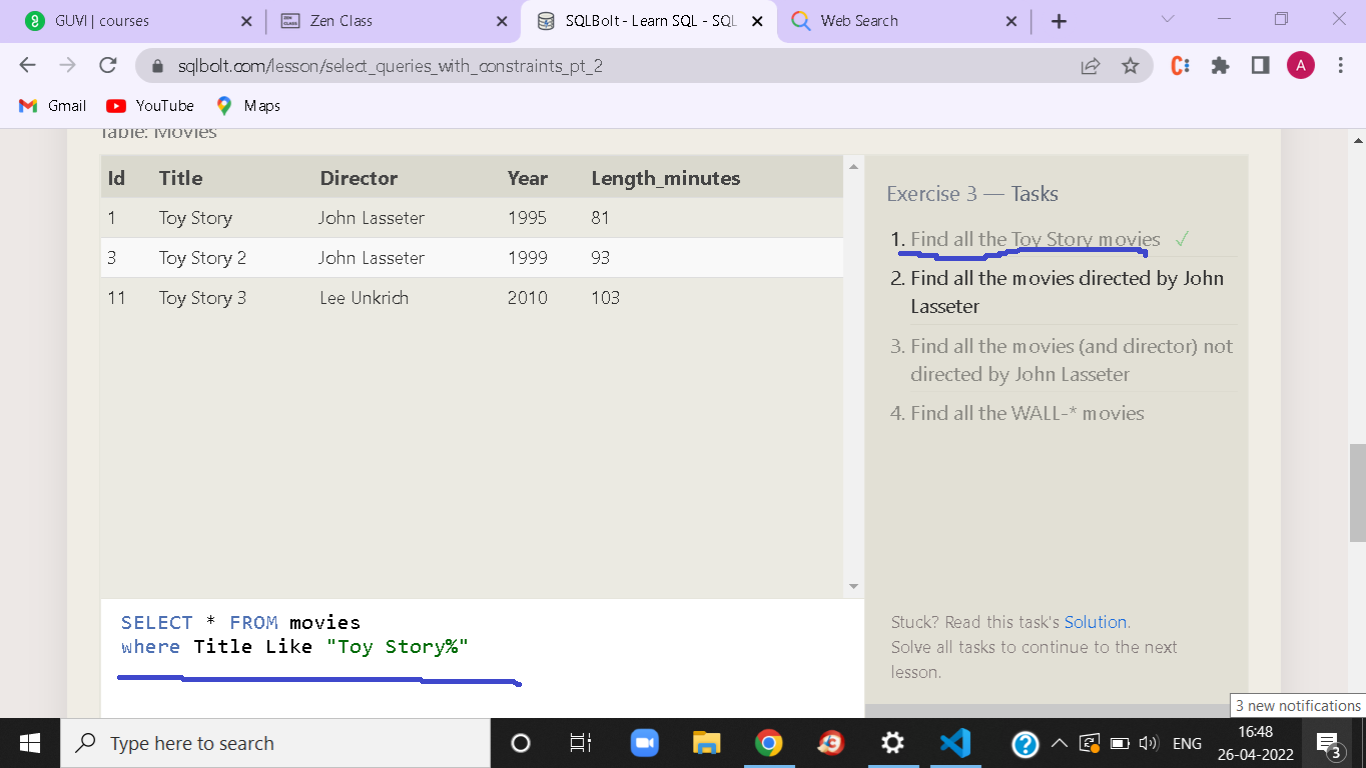 GUVI | courses
Zen Class
SQLBolt - Learn SQL - SQL
Web Search
sqlbolt.com/lesson/select_queries_with_constraints_pt_2
A
Gmail
YouTube
Maps
Table: Movies
Id Title Director Year Length_minutes
1 Toy Story John Lasseter 1995 81
3 Toy Story 2 John Lasseter 1999 93
11 Toy Story 3 Lee Unkrich 2010 103
Exercise 3 — Tasks
1. Find all the Toy Story movies ✓
2. Find all the movies directed by John
Lasseter
3. Find all the movies (and director) not
directed by John Lasseter
4. Find all the WALL-* movies
SELECT * FROM movies
where Title Like "Toy Story%"
Stuck? Read this task's Solution.
Solve all tasks to continue to the next
lesson.
3 new notifications
Type here to search
ENG
16:48
26-04-2022
3